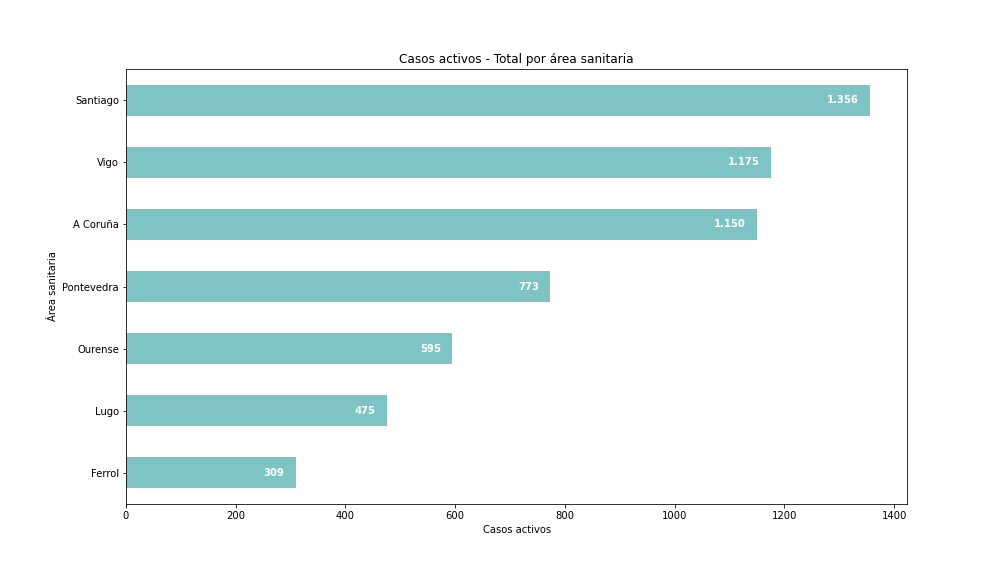 Casos activos - Total por área sanitaria
Santiago
1.356
Vigo
1.175
A Coruña
1.150
Pontevedra
773
Ourense
595
Lugo
475
Ferrol
309
Área sanitaria
0 200 400 600 800 1000 1200 1400
Casos activos